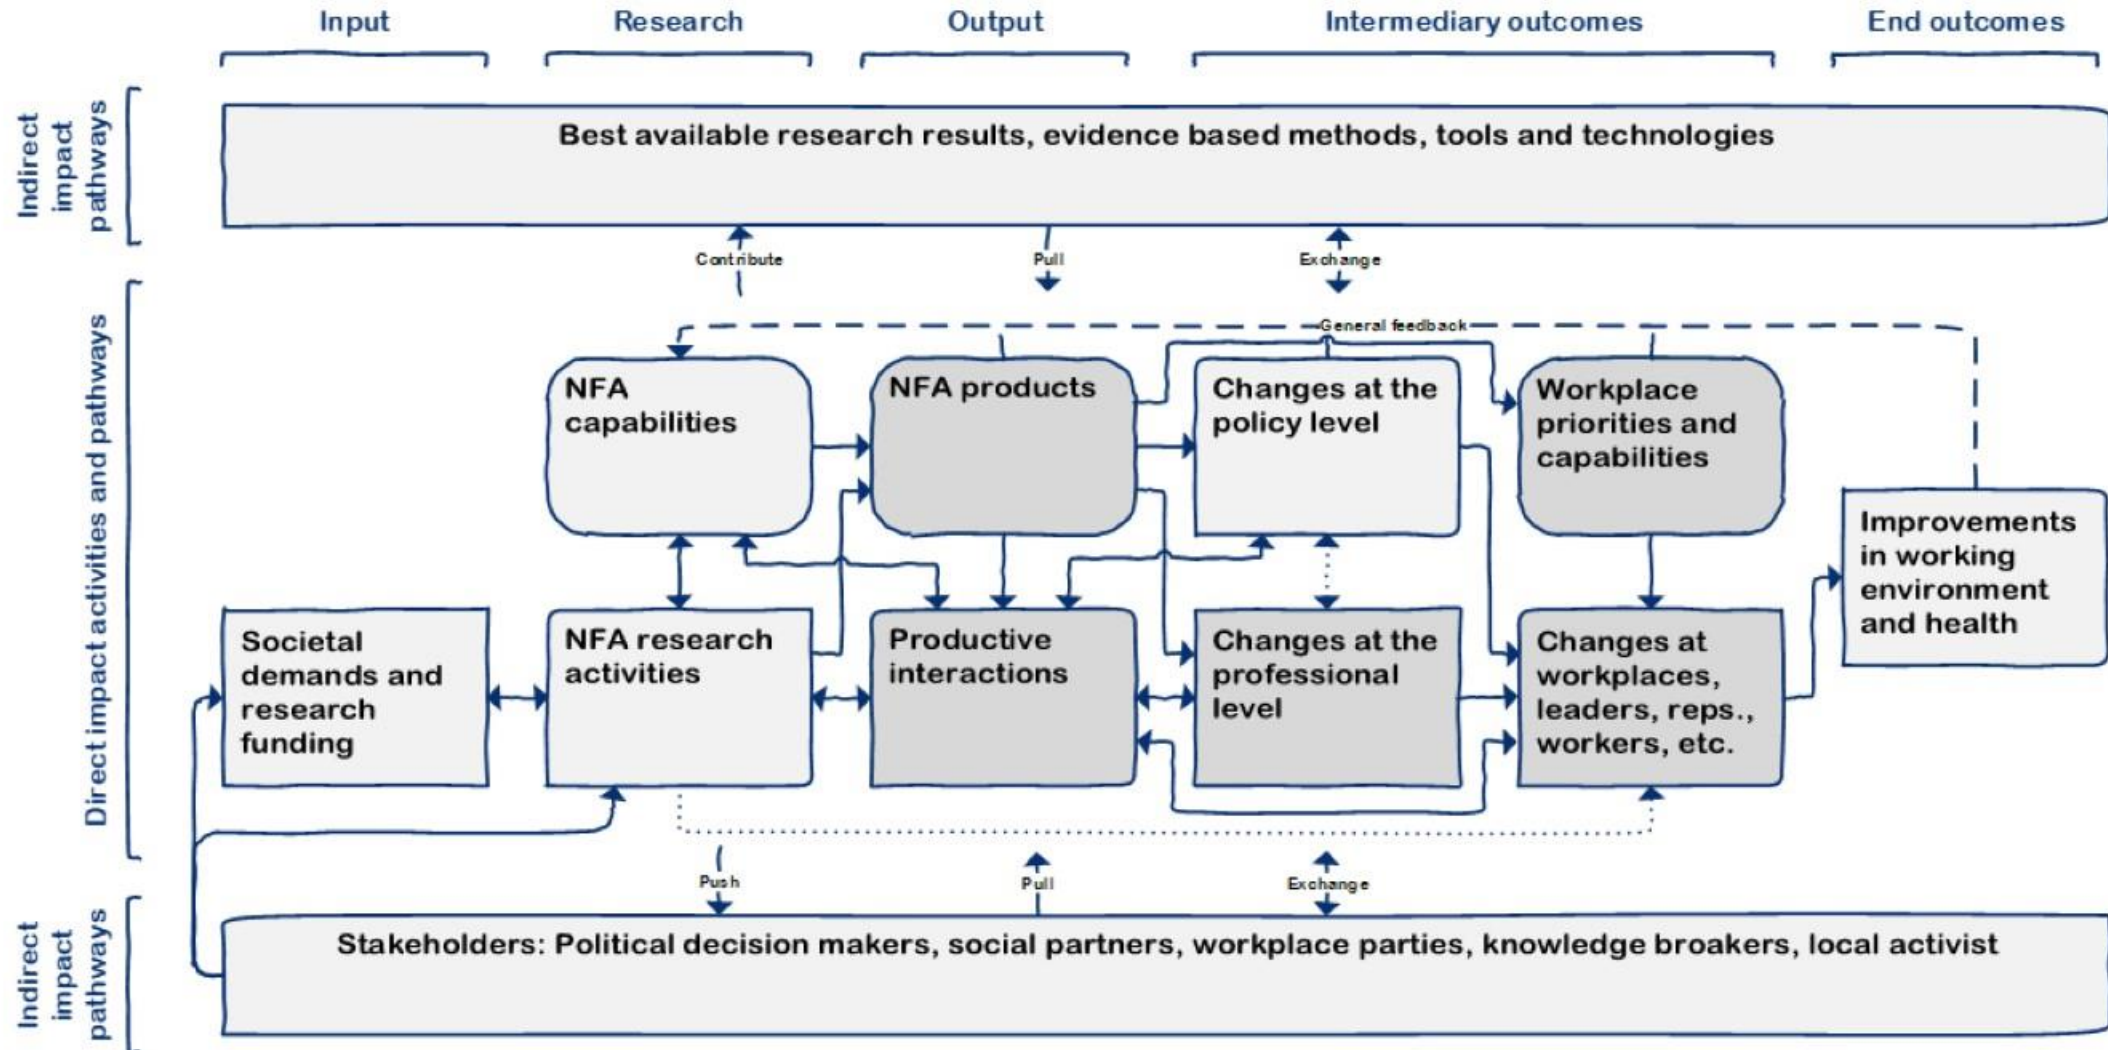 Input
Research
Output
Intermediary outcomes
End outcomes
Indirect
impact
pathways
Best available research results, evidence based methods, tools and technologies
Contribute
Pull
Exchange
Direct impact activities and pathways
General feedback
NFA
capabilities
NFA products
Changes at the
policy level
Workplace
priorities and
capabilities
Improvements
in working
environment
and health
Societal
demands and
research
funding
NFA research
activities
Productive
interactions
Changes at the
professional
level
Changes at
workplaces,
leaders, reps.,
workers, etc.
Push
Pull
Exchange
Indirect
impact
pathways
Stakeholders: Political decision makers, social partners, workplace parties, knowledge broakers, local activist